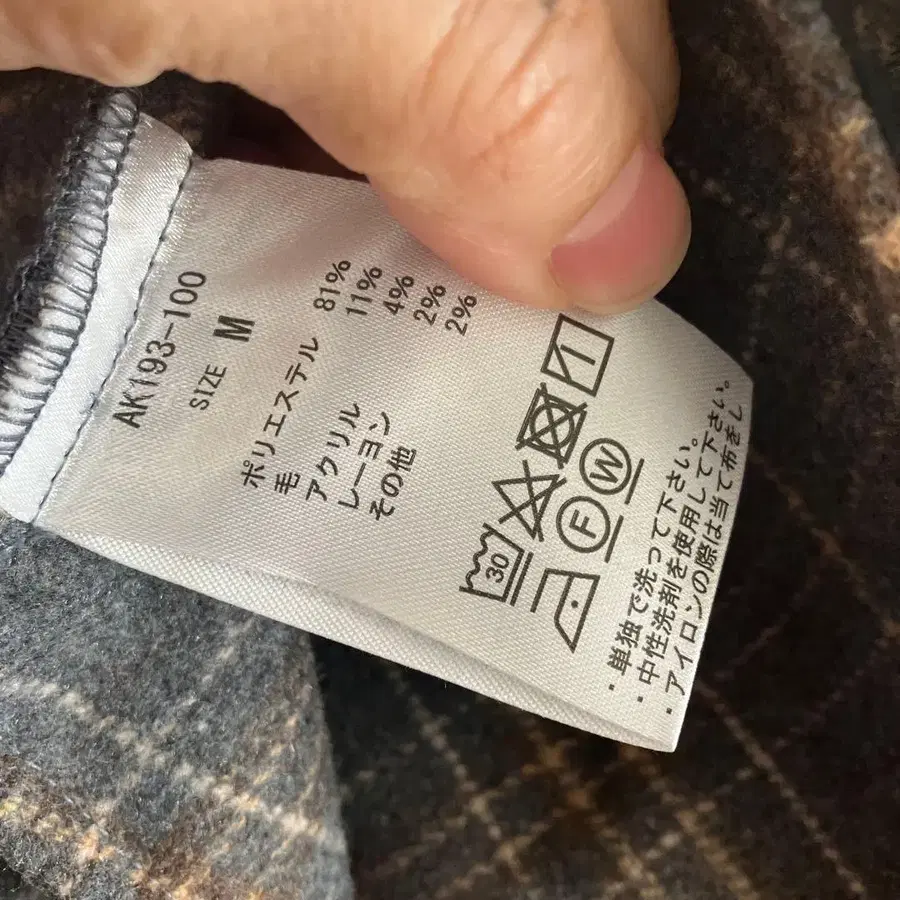 AK193-100
SIZE M
ポリエステル 81%
毛 11%
アクリル 4%
レーヨン 2%
その他 2%
30
F W
・単独で洗って下さい。
・中性洗剤を使用して下さい。
・アイロンの際は当て布をし